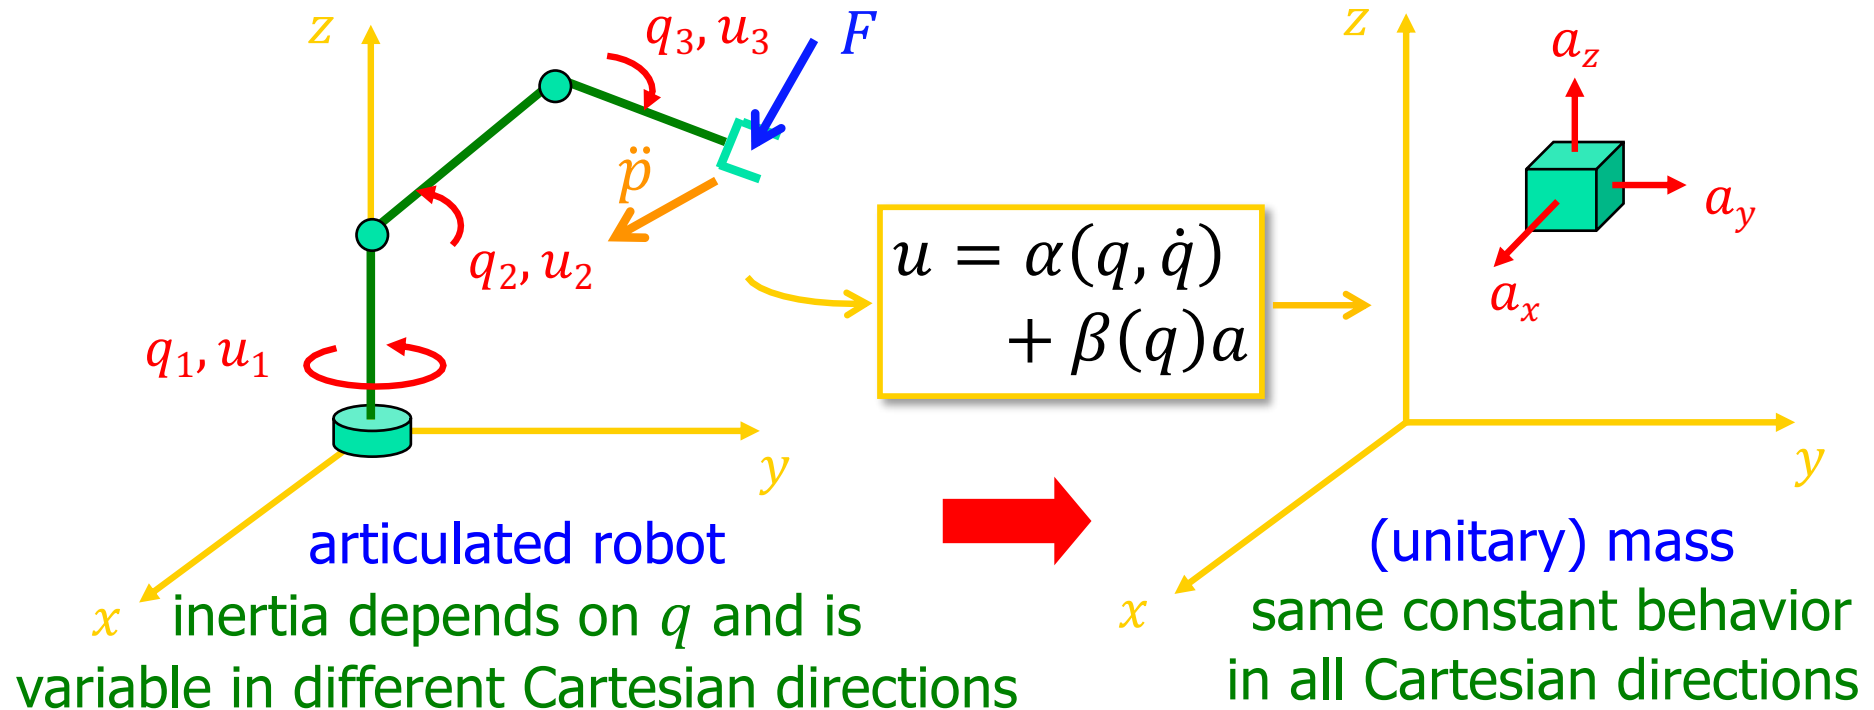 z
q₃, u₃
F
p̈
q₂, u₂
q₁, u₁
y
x
u = α(q, q̇)
+ β(q)a
z
a_z
a_y
a_x
y
x
articulated robot
inertia depends on q and is
variable in different Cartesian directions
(unitary) mass
same constant behavior
in all Cartesian directions